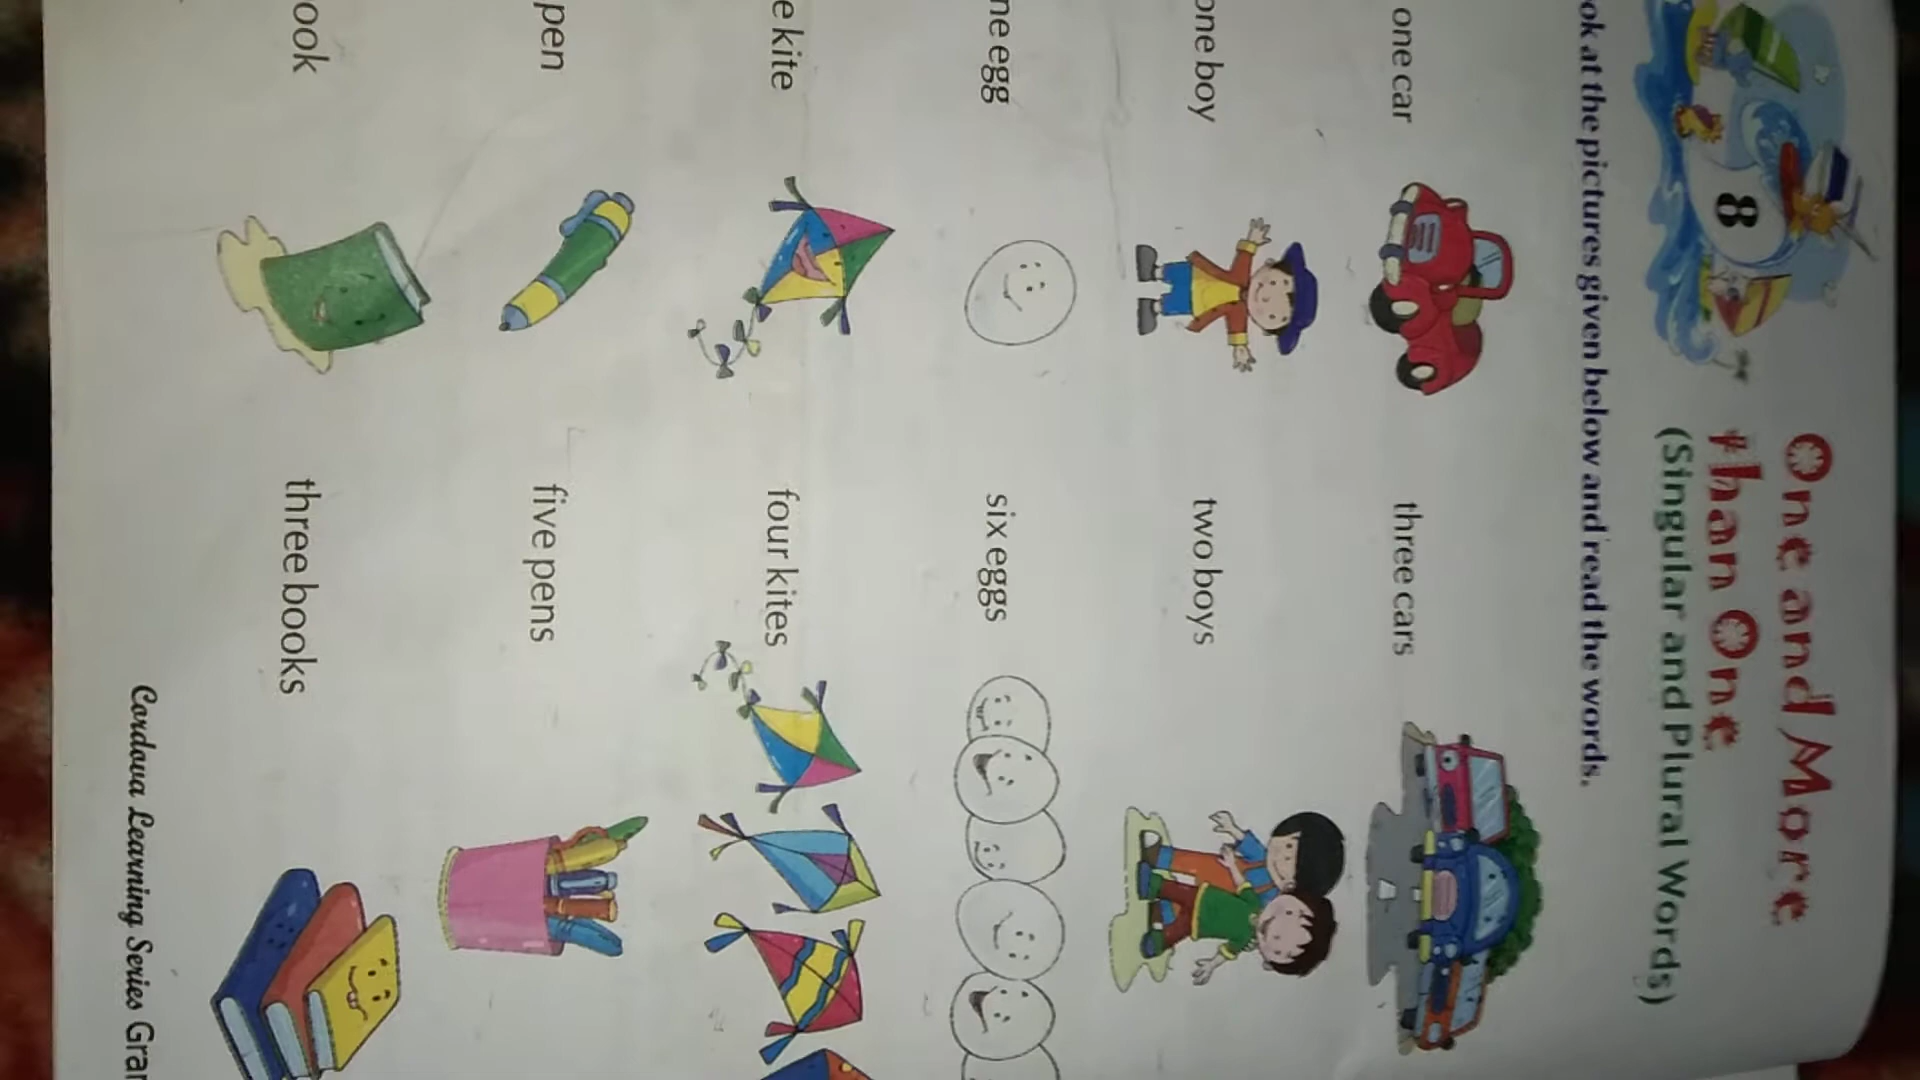 8
One and More
Than One
(Singular and Plural Words)
ok at the pictures given below and read the words.
one car
three cars
one boy
two boys
ne egg
six eggs
e kite
four kites
pen
five pens
ook
three books
Cordova Learning Series Gra